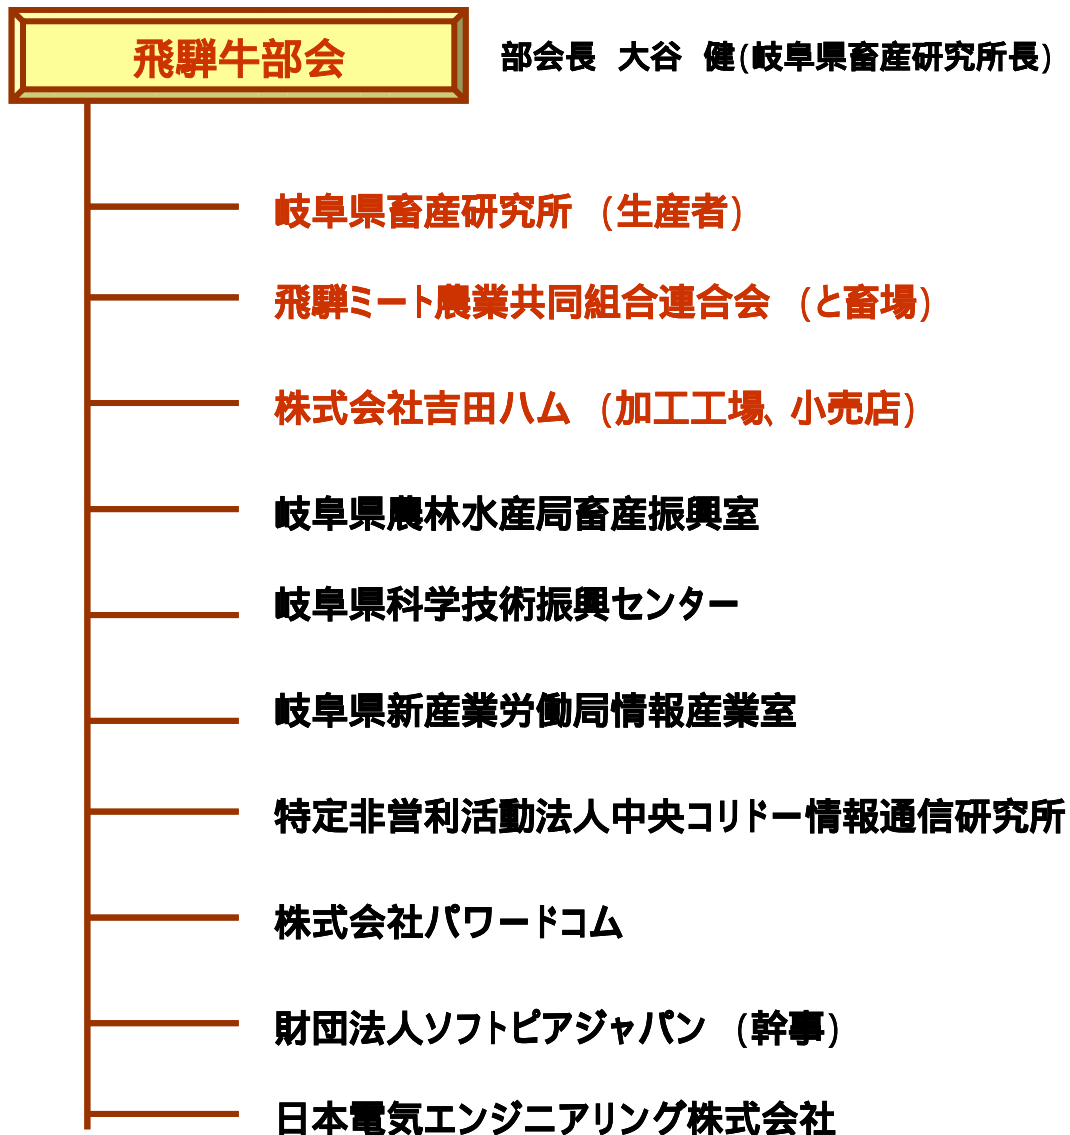 飛騨牛部会
部会長 大谷 健(岐阜県畜産研究所長)
岐阜県畜産研究所 (生産者)
飛騨ミート農業共同組合連合会 (と畜場)
株式会社吉田ハム (加工工場、小売店)
岐阜県農林水産局畜産振興室
岐阜県科学技術振興センター
岐阜県新産業労働局情報産業室
特定非営利活動法人中央コリドー情報通信研究所
株式会社パワードコム
財団法人ソフトピアジャパン (幹事)
日本電気エンジニアリング株式会社